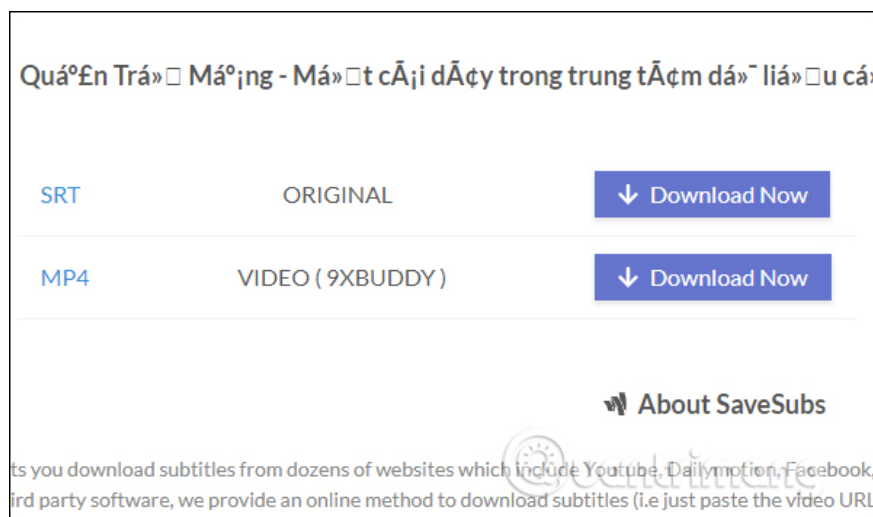 Quáº£n Trá»□ Máº¡ng - Má»□t cÃ¡i dÃ¢y trong trung tÃ¢m dá»¯ liá»□u cá»
SRT ORIGINAL Download Now
MP4 VIDEO ( 9XBUDDY ) Download Now
About SaveSubs
ts you download subtitles from dozens of websites which include Youtube, Dailymotion, Facebook,
ird party software, we provide an online method to download subtitles (i.e just paste the video URL
quantrimang